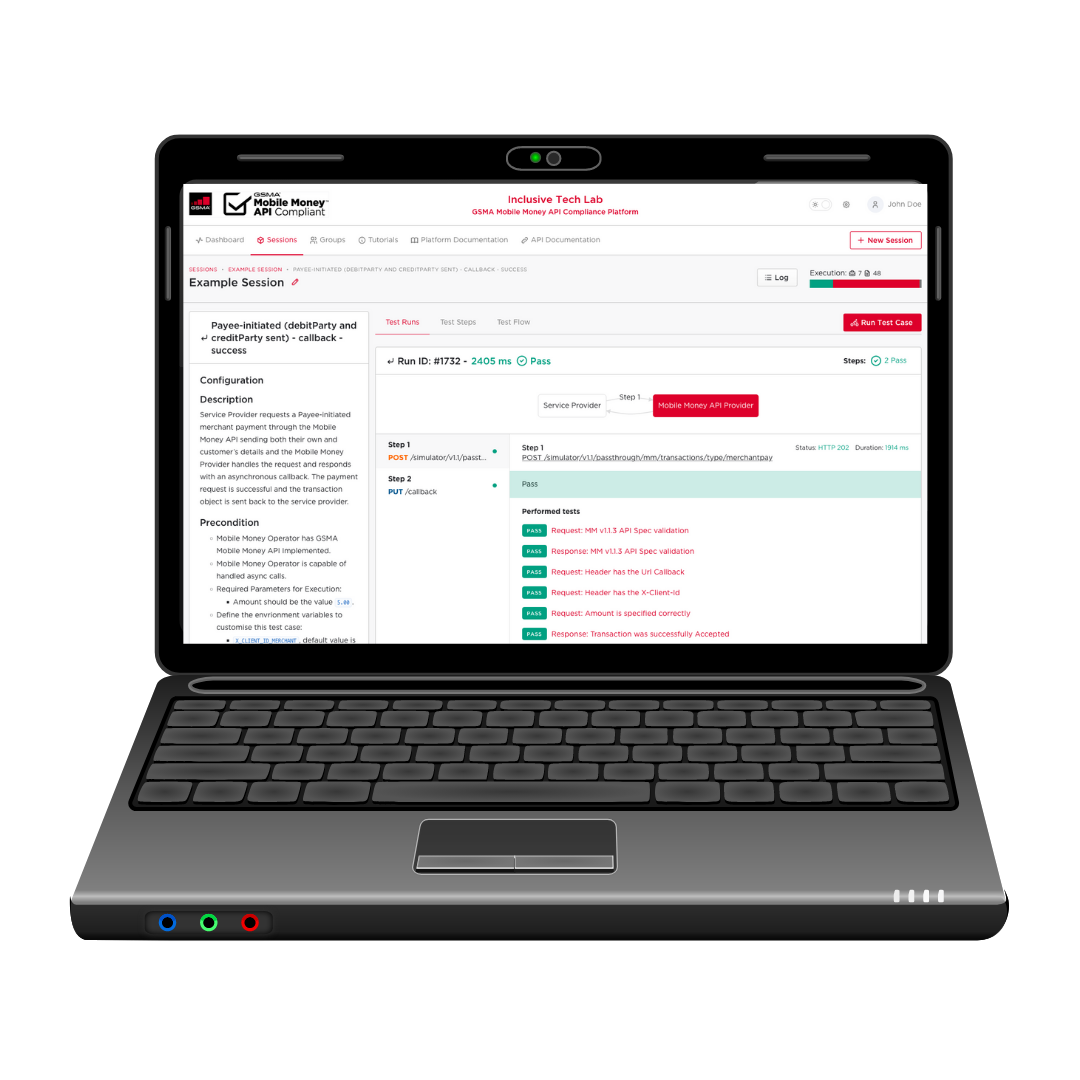 GSMA
GSMA
Mobile Money™
API Compliant
Inclusive Tech Lab
GSMA Mobile Money API Compliance Platform
John Doe
Dashboard
Sessions
Groups
Tutorials
Platform Documentation
API Documentation
+ New Session
SESSIONS • EXAMPLE SESSION • PAYEE-INITIATED (DEBITPARTY AND CREDITPARTY SENT) - CALLBACK - SUCCESS
Example Session
Log
Execution: 7 48
Payee-initiated (debitParty and
creditParty sent) - callback -
success
Configuration
Description
Service Provider requests a Payee-initiated
merchant payment through the Mobile
Money API sending both their own and
customer's details and the Mobile Money
Provider handles the request and responds
with an asynchronous callback. The payment
request is successful and the transaction
object is sent back to the service provider.
Precondition
Mobile Money Operator has GSMA
Mobile Money API Implemented.
Mobile Money Operator is capable of
handled async calls.
Required Parameters for Execution:
Amount should be the value 5.00 .
Define the envrionment variables to
customise this test case:
X_CLIENT_ID_MERCHANT , default value is
Test Runs
Test Steps
Test Flow
Run Test Case
Run ID: #1732 - 2405 ms Pass
Steps: 2 Pass
Service Provider
Step 1
Mobile Money API Provider
Step 1
POST /simulator/v1.1/passt...
Step 2
PUT /callback
Step 1
POST /simulator/v1.1/passthrough/mm/transactions/type/merchantpay
Status: HTTP 202 Duration: 1914 ms
Pass
Performed tests
PASS Request: MM v1.1.3 API Spec validation
PASS Response: MM v1.1.3 API Spec validation
PASS Request: Header has the Url Callback
PASS Request: Header has the X-Client-Id
PASS Request: Amount is specified correctly
PASS Response: Transaction was successfully Accepted